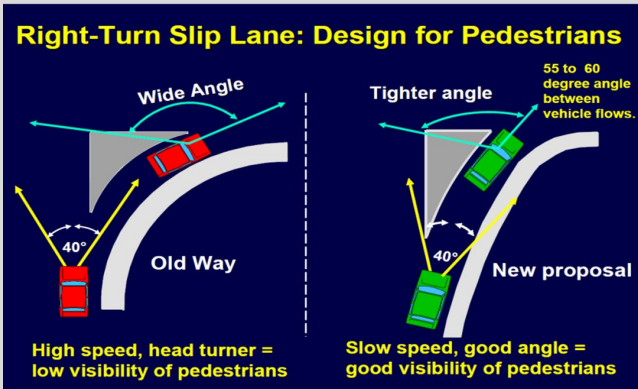 Right-Turn Slip Lane: Design for Pedestrians
Wide Angle
40°
Old Way
High speed, head turner =
low visibility of pedestrians
55 to 60
degree angle
between
vehicle flows.
Tighter angle
40°
New proposal
Slow speed, good angle =
good visibility of pedestrians